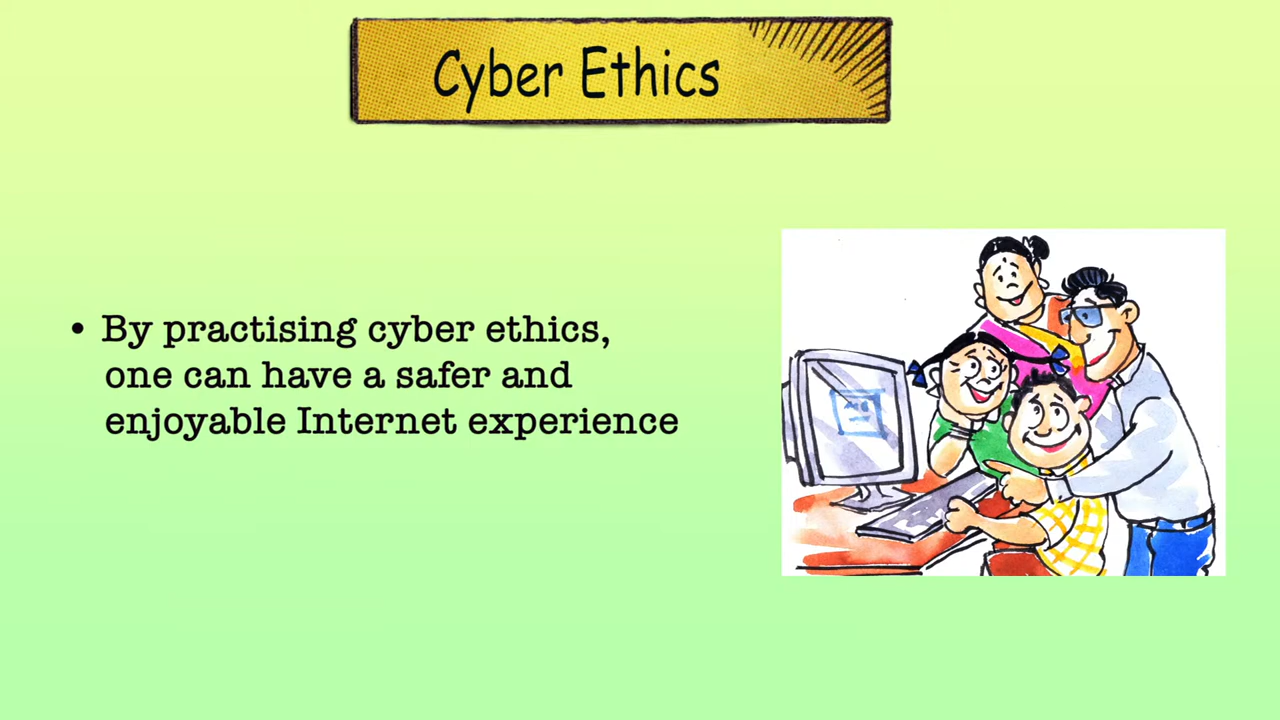 Cyber Ethics
• By practising cyber ethics,
one can have a safer and
enjoyable Internet experience